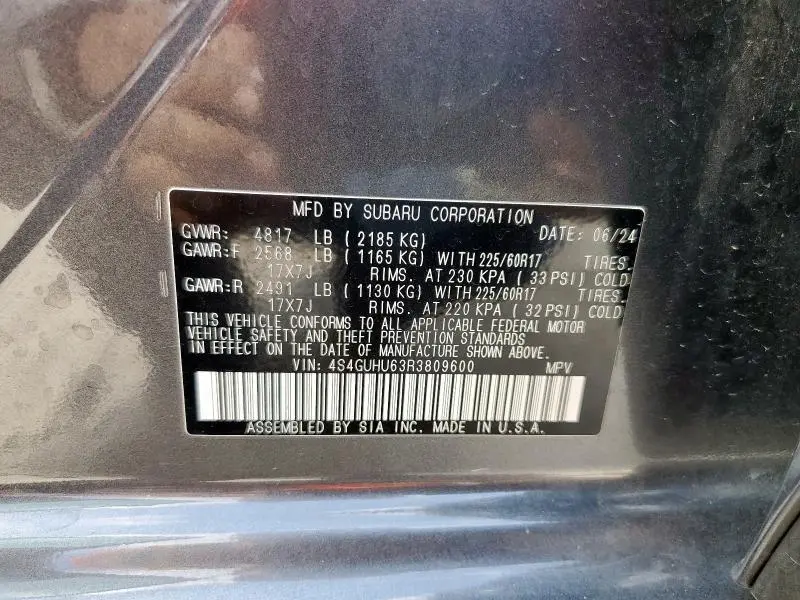 MFD BY SUBARU CORPORATION DATE: 06/24
GVWR: 4817 LB ( 2185 KG)
GAWR:F 2568 LB ( 1165 KG) WITH 225/60R17 TIRES.
17X7J RIMS. AT 230 KPA ( 33 PSI) COLD
GAWR:R 2491 LB ( 1130 KG) WITH 225/60R17 TIRES.
17X7J RIMS. AT 220 KPA ( 32 PSI) COLD
THIS VEHICLE CONFORMS TO ALL APPLICABLE FEDERAL MOTOR
VEHICLE SAFETY AND THEFT PREVENTION STANDARDS
IN EFFECT ON THE DATE OF MANUFACTURE SHOWN ABOVE.
VIN: 4S4GUHU63R3809600 MPV
ASSEMBLED BY SIA INC. MADE IN U.S.A.